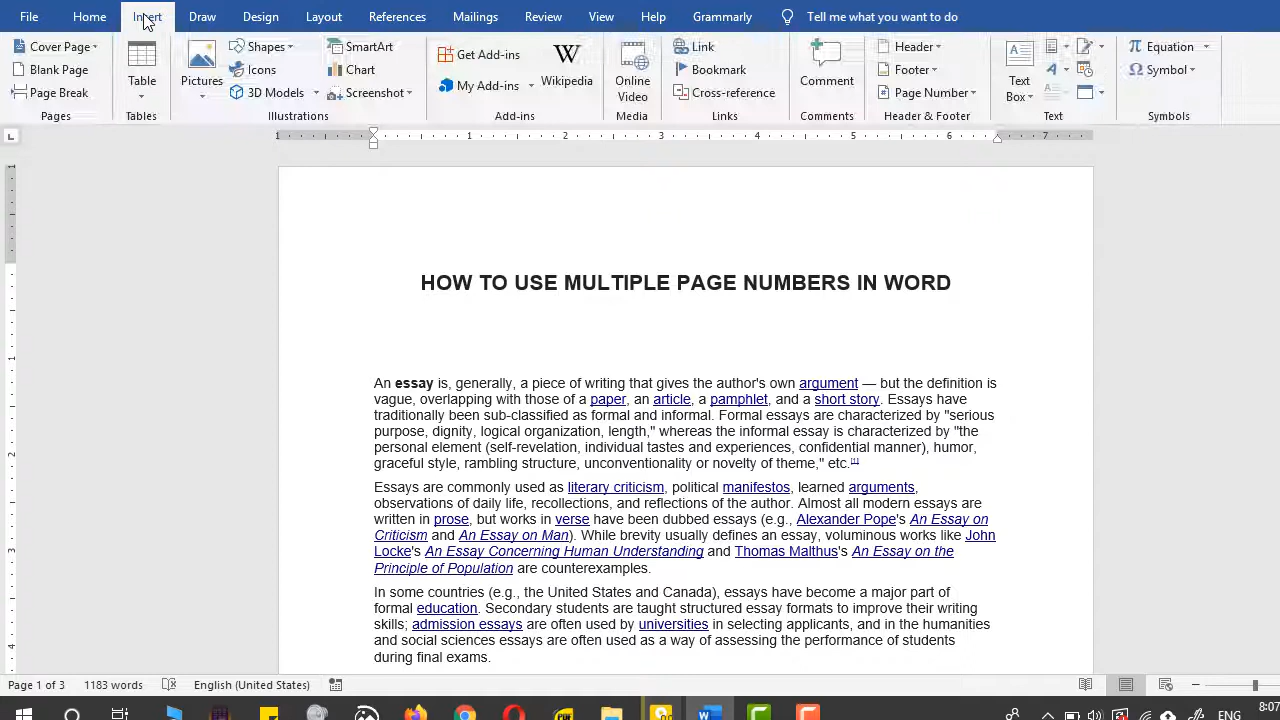 File Home Insert Draw Design Layout References Mailings Review View Help Grammarly Tell me what you want to do
Cover Page Shapes SmartArt Get Add-ins Link Header Equation
Blank Page Icons Chart Bookmark Footer Symbol
Table Pictures W Wikipedia Online Video Comment Text Box
Page Break 3D Models Screenshot My Add-ins Cross-reference Page Number
Pages Tables Illustrations Add-ins Media Links Comments Header & Footer Text Symbols
1 1 2 3 4 5 6 7
HOW TO USE MULTIPLE PAGE NUMBERS IN WORD
An essay is, generally, a piece of writing that gives the author's own argument — but the definition is
vague, overlapping with those of a paper, an article, a pamphlet, and a short story. Essays have
traditionally been sub-classified as formal and informal. Formal essays are characterized by "serious
purpose, dignity, logical organization, length," whereas the informal essay is characterized by "the
personal element (self-revelation, individual tastes and experiences, confidential manner), humor,
graceful style, rambling structure, unconventionality or novelty of theme," etc.[1]
Essays are commonly used as literary criticism, political manifestos, learned arguments,
observations of daily life, recollections, and reflections of the author. Almost all modern essays are
written in prose, but works in verse have been dubbed essays (e.g., Alexander Pope's An Essay on
Criticism and An Essay on Man). While brevity usually defines an essay, voluminous works like John
Locke's An Essay Concerning Human Understanding and Thomas Malthus's An Essay on the
Principle of Population are counterexamples.
In some countries (e.g., the United States and Canada), essays have become a major part of
formal education. Secondary students are taught structured essay formats to improve their writing
skills; admission essays are often used by universities in selecting applicants, and in the humanities
and social sciences essays are often used as a way of assessing the performance of students
during final exams.
Page 1 of 3 1183 words English (United States)
ENG 8:07